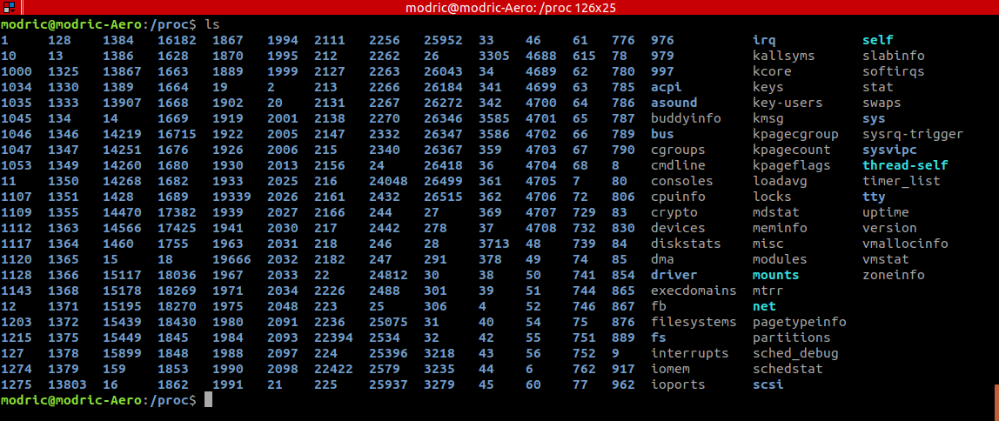 modric@modric-Aero: /proc 126x25
modric@modric-Aero:/proc$ ls
1 128 1384 16182 1867 1994 2111 2256 25952 33 46 61 776 976 irq self
10 13 1386 1628 1870 1995 212 2262 26 3305 4688 615 78 979 kallsyms slabinfo
1000 1325 13867 1663 1889 1999 2127 2263 26043 34 4689 62 780 997 kcore softirqs
1034 1330 1389 1664 19 2 213 2266 26184 341 4699 63 785 acpi keys stat
1035 1333 13907 1668 1902 20 2131 2267 26272 342 4700 64 786 asound key-users swaps
1045 134 14 1669 1919 2001 2138 2270 26346 3585 4701 65 787 buddyinfo kmsg sys
1046 1346 14219 16715 1922 2005 2147 2332 26347 3586 4702 66 789 bus kpagecgroup sysrq-trigger
1047 1347 14251 1676 1926 2006 215 2340 26367 359 4703 67 790 cgroups kpagecount sysvipc
1053 1349 14260 1680 1930 2013 2156 24 26418 36 4704 68 8 cmdline kpageflags thread-self
11 1350 14268 1682 1933 2025 216 24048 26499 361 4705 7 80 consoles loadavg timer_list
1107 1351 1428 1689 19339 2026 2161 2432 26515 362 4706 72 806 cpuinfo locks tty
1109 1355 14470 17382 1939 2027 2166 244 27 369 4707 729 83 crypto mdstat uptime
1112 1363 14566 17425 1941 2030 217 2442 278 37 4708 732 830 devices meminfo version
1117 1364 1460 1755 1963 2031 218 246 28 3713 48 739 84 diskstats misc vmallocinfo
1120 1365 15 18 19666 2032 2182 247 291 378 49 74 85 dma modules vmstat
1128 1366 15117 18036 1967 2033 22 24812 30 38 50 741 854 driver mounts zoneinfo
1143 1368 15178 18269 1971 2034 2226 2488 301 39 51 744 865 execdomains mtrr
12 1371 15195 18270 1975 2048 223 25 306 4 52 746 867 fb net
1203 1372 15439 18430 1980 2091 2236 25075 31 40 54 75 876 filesystems pagetypeinfo
1215 1375 15449 1845 1984 2093 22394 2534 32 42 55 751 889 fs partitions
127 1378 15899 1848 1988 2097 224 25396 3218 43 56 752 9 interrupts sched_debug
1274 1379 159 1853 1990 2098 22422 2579 3235 44 6 762 917 iomem schedstat
1275 13803 16 1862 1991 21 225 25937 3279 45 60 77 962 ioports scsi
modric@modric-Aero:/proc$